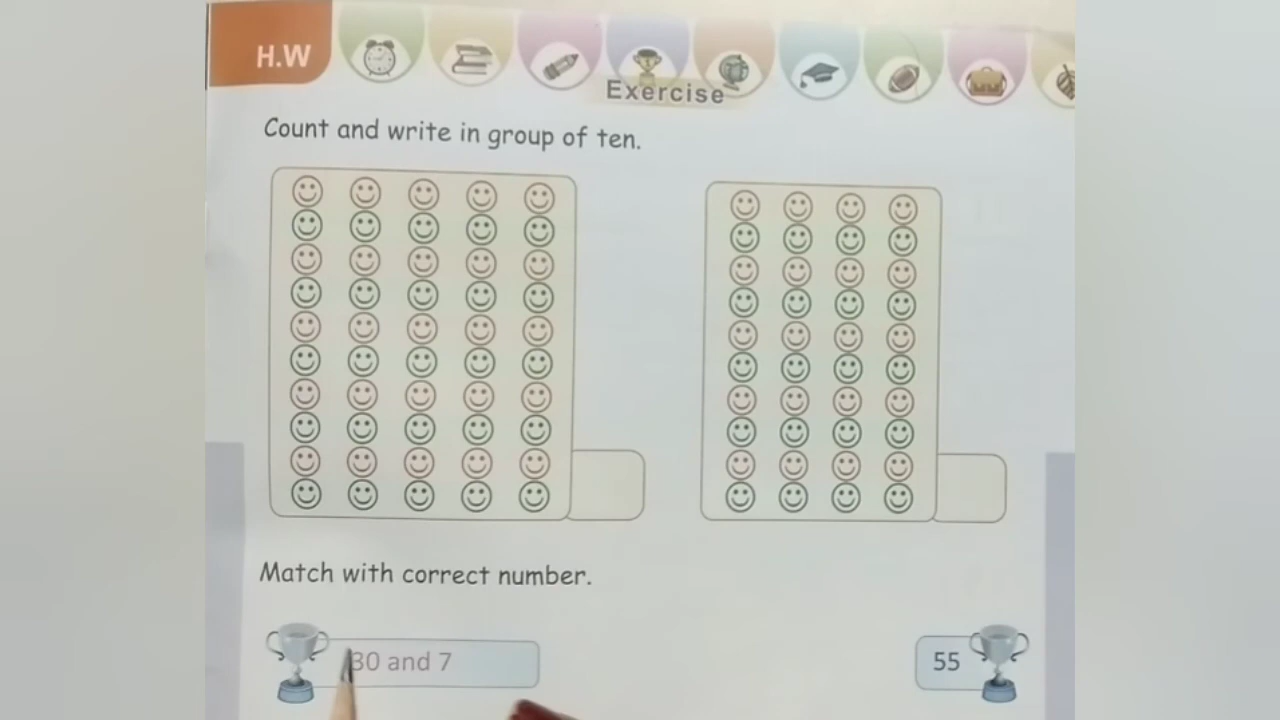 H.W
Exercise
Count and write in group of ten.
Match with correct number.
30 and 7
55